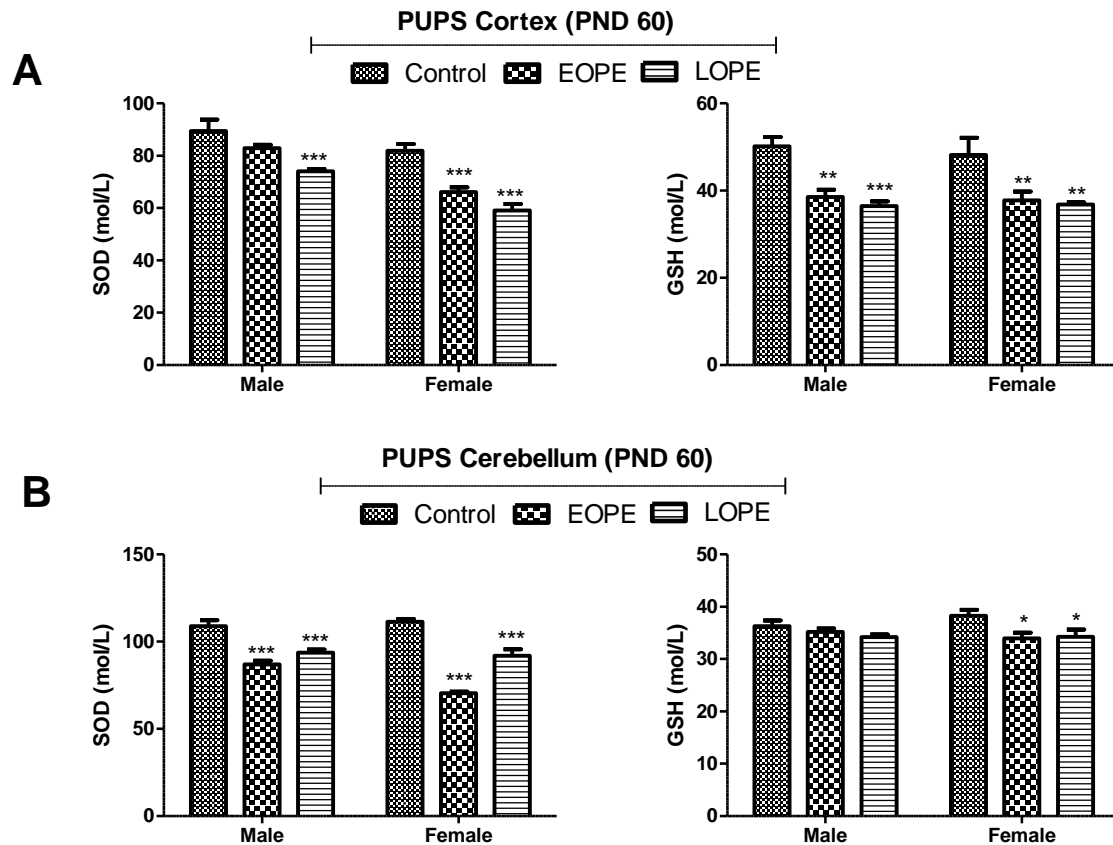 PUPS Cortex (PND 60)
A
Control EOPE LOPE
SOD (mol/L)
100
80
60
40
20
0
***
***
***
Male Female
GSH (mol/L)
60
40
20
0
**
***
**
**
Male Female
PUPS Cerebellum (PND 60)
B
Control EOPE LOPE
SOD (mol/L)
150
100
50
0
***
***
***
***
Male Female
GSH (mol/L)
50
40
30
20
10
0
*
*
Male Female